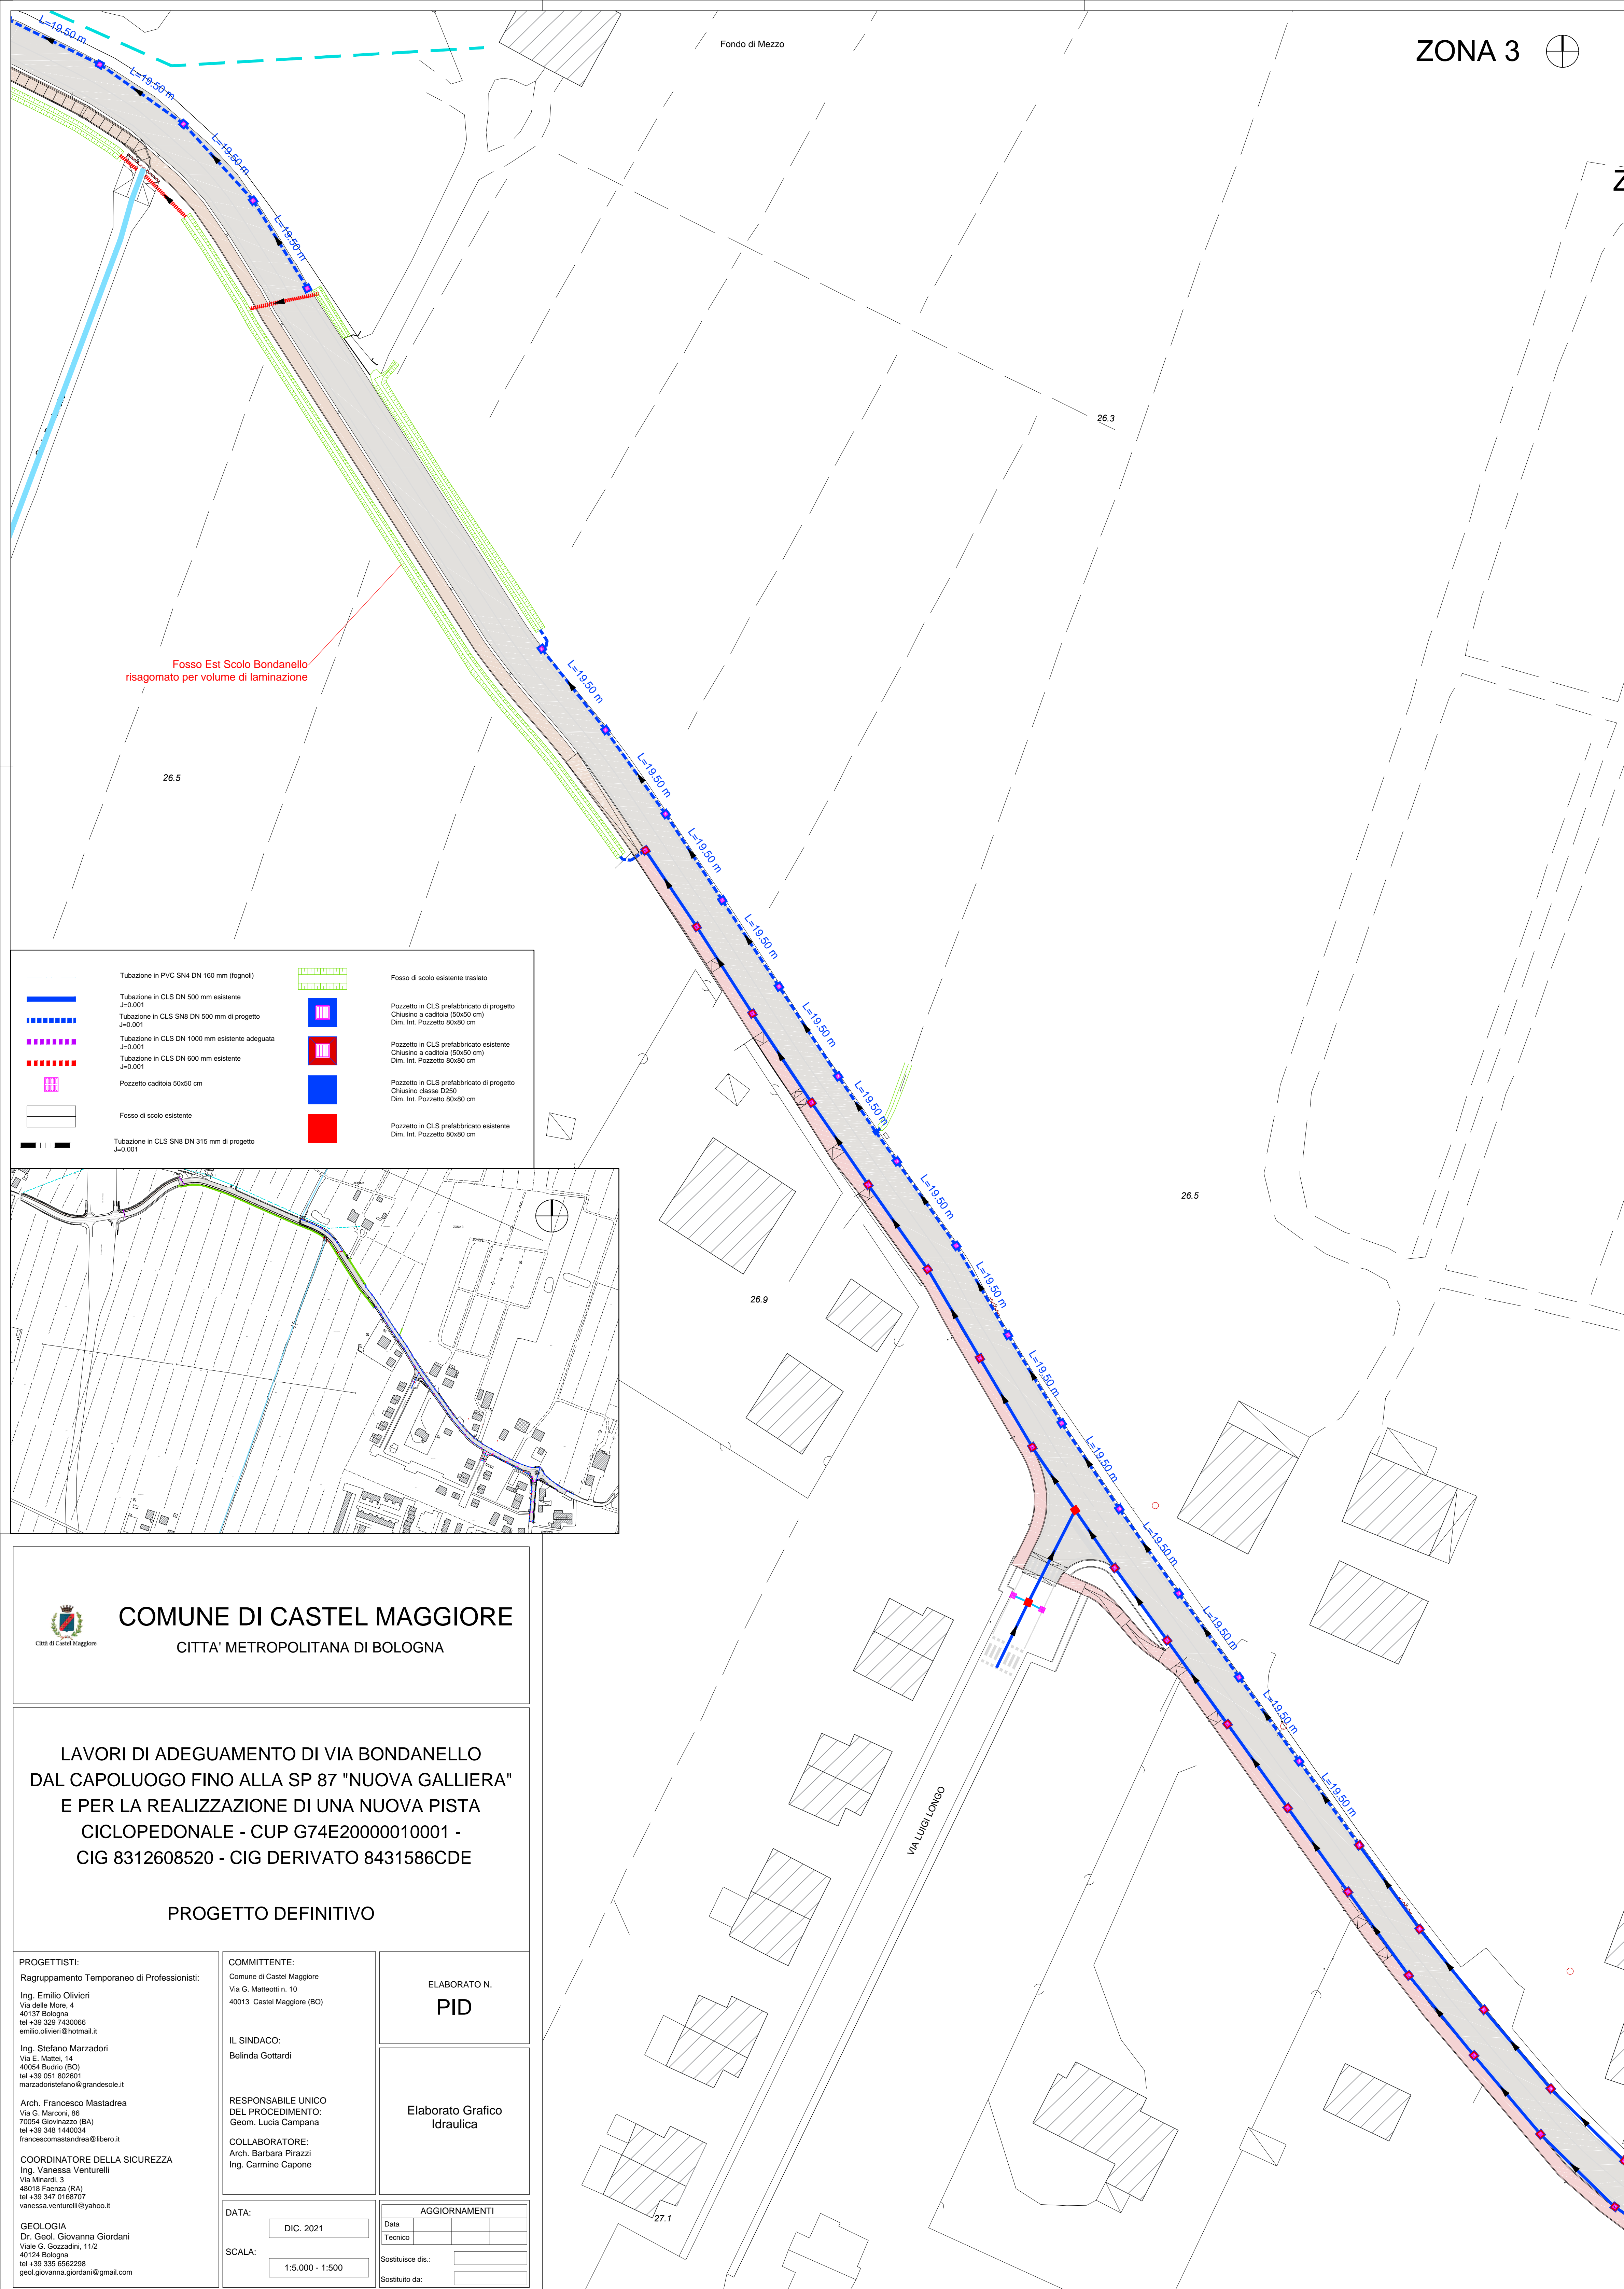 Fondo di Mezzo
ZONA 3
Z
L=19.50 m
L=19.50 m
L=19.50 m
L=19.50 m
26.3
Fosso Est Scolo Bondanello
risagomato per volume di laminazione
26.5
L=19.50 m
L=19.50 m
L=19.50 m
L=19.50 m
L=19.50 m
L=19.50 m
L=19.50 m
L=19.50 m
L=19.50 m
L=19.50 m
L=19.50 m
L=19.50 m
L=19.50 m
L=19.50 m
26.5
26.9
VIA LUIGI LONGO
27.1
Tubazione in PVC SN4 DN 160 mm (fognoli)
Tubazione in CLS DN 500 mm esistente
J=0.001
Tubazione in CLS SN8 DN 500 mm di progetto
J=0.001
Tubazione in CLS DN 1000 mm esistente adeguata
J=0.001
Tubazione in CLS DN 600 mm esistente
J=0.001
Pozzetto caditoia 50x50 cm
Fosso di scolo esistente
Tubazione in CLS SN8 DN 315 mm di progetto
J=0.001
Fosso di scolo esistente traslato
Pozzetto in CLS prefabbricato di progetto
Chiusino a caditoia (50x50 cm)
Dim. Int. Pozzetto 80x80 cm
Pozzetto in CLS prefabbricato esistente
Chiusino a caditoia (50x50 cm)
Dim. Int. Pozzetto 80x80 cm
Pozzetto in CLS prefabbricato di progetto
Chiusino classe D250
Dim. Int. Pozzetto 80x80 cm
Pozzetto in CLS prefabbricato esistente
Dim. Int. Pozzetto 80x80 cm
Città di Castel Maggiore
COMUNE DI CASTEL MAGGIORE
CITTA' METROPOLITANA DI BOLOGNA
LAVORI DI ADEGUAMENTO DI VIA BONDANELLO
DAL CAPOLUOGO FINO ALLA SP 87 "NUOVA GALLIERA"
E PER LA REALIZZAZIONE DI UNA NUOVA PISTA
CICLOPEDONALE - CUP G74E20000010001 -
CIG 8312608520 - CIG DERIVATO 8431586CDE
PROGETTO DEFINITIVO
PROGETTISTI:
Ragruppamento Temporaneo di Professionisti:
Ing. Emilio Olivieri
Via delle More, 4
40137 Bologna
tel +39 329 7430066
emilio.olivieri@hotmail.it
Ing. Stefano Marzadori
Via E. Mattei, 14
40054 Budrio (BO)
tel +39 051 802601
marzadoristefano@grandesole.it
Arch. Francesco Mastadrea
Via G. Marconi, 86
70054 Giovinazzo (BA)
tel +39 348 1440034
francescomastandrea@libero.it
COORDINATORE DELLA SICUREZZA
Ing. Vanessa Venturelli
Via Minardi, 3
48018 Faenza (RA)
tel +39 347 0168707
vanessa.venturelli@yahoo.it
GEOLOGIA
Dr. Geol. Giovanna Giordani
Viale G. Gozzadini, 11/2
40124 Bologna
tel +39 335 6562298
geol.giovanna.giordani@gmail.com
COMMITTENTE:
Comune di Castel Maggiore
Via G. Matteotti n. 10
40013 Castel Maggiore (BO)
IL SINDACO:
Belinda Gottardi
RESPONSABILE UNICO
DEL PROCEDIMENTO:
Geom. Lucia Campana
COLLABORATORE:
Arch. Barbara Pirazzi
Ing. Carmine Capone
DATA:
DIC. 2021
SCALA:
1:5.000 - 1:500
ELABORATO N.
PID
Elaborato Grafico
Idraulica
AGGIORNAMENTI
Data
Tecnico
Sostituisce dis.:
Sostituito da: